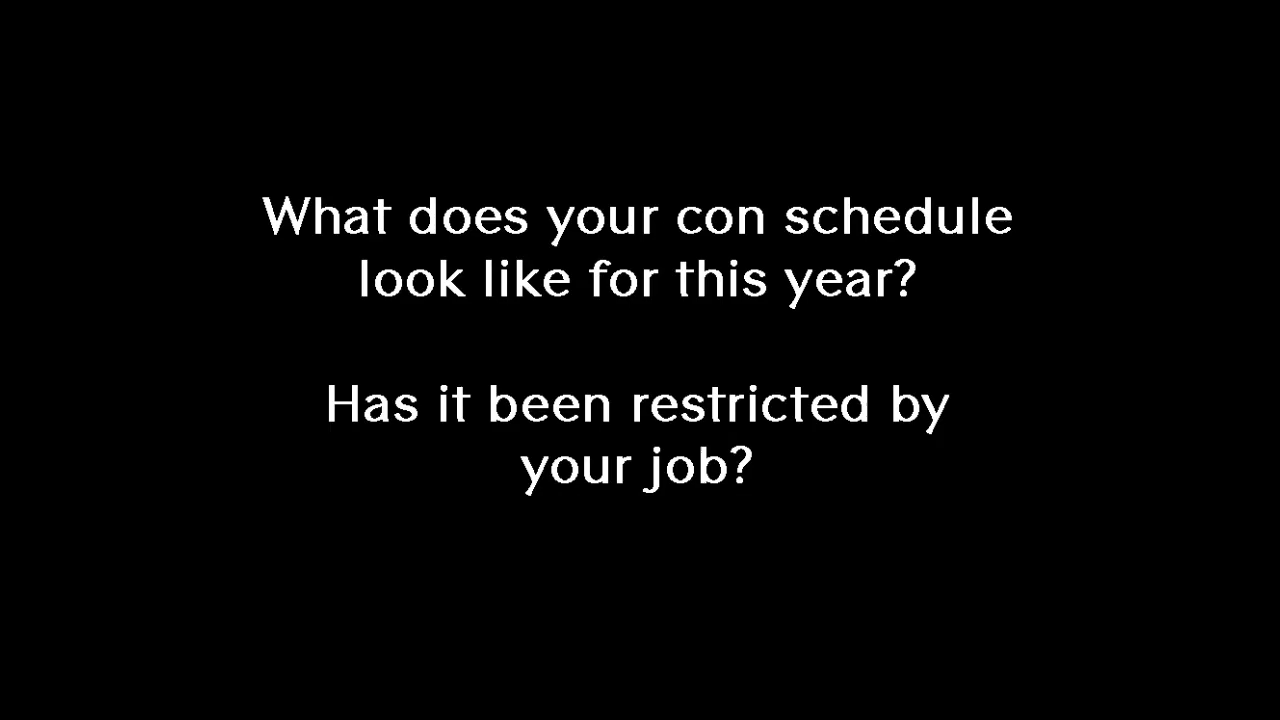 What does your con schedule
look like for this year?
Has it been restricted by
your job?